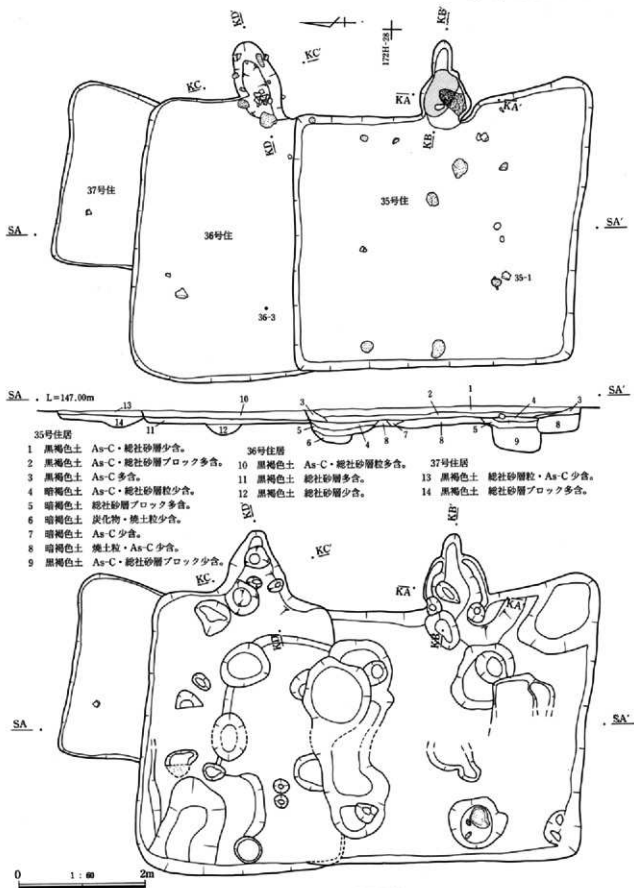 KD′
KC′
172H-28
KB′
KC
KA
KA′
KD
KB
37号住
36号住
35号住
SA
SA′
35-1
36-3
SA L=147.00m
SA′
13
10
3
2
1
4
3
14
11
12
5
6
4
8
7
8
5
9
8
35号住居
1 黒褐色土 As-C・総社砂層少含。
2 黒褐色土 As-C・総社砂層ブロック多含。
3 黒褐色土 As-C多含。
4 暗褐色土 As-C・総社砂層粒少含。
5 暗褐色土 総社砂層ブロック多含。
6 暗褐色土 炭化物・焼土粒少含。
7 暗褐色土 As-C少含。
8 暗褐色土 焼土粒・As-C少含。
9 黒褐色土 As-C・総社砂層ブロック少含。
36号住居
10 黒褐色土 As-C・総社砂層粒多含。
11 黒褐色土 総社砂層多含。
12 黒褐色土 総社砂層少含。
37号住居
13 黒褐色土 総社砂層粒・As-C少含。
14 黒褐色土 総社砂層ブロック多含。
KD′
KC′
KB′
KC
KA
KA′
KD
KB
SA
SA′
0 1:60 2m